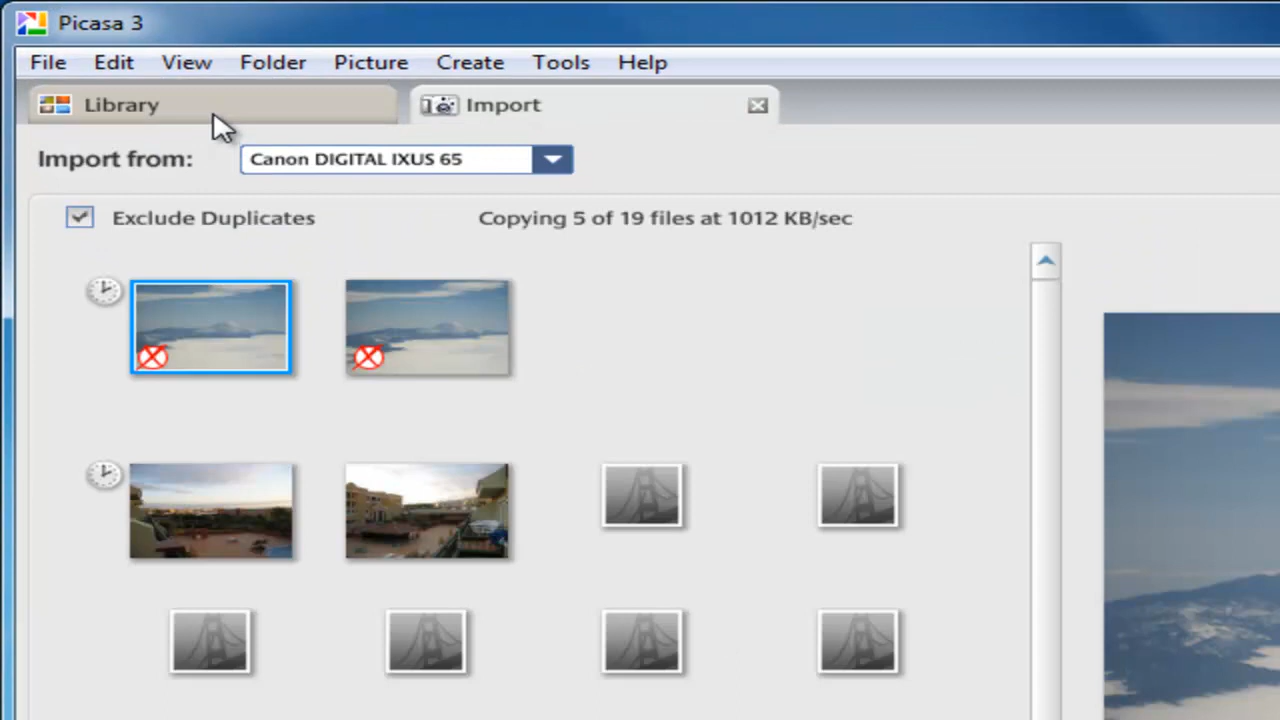 Picasa 3
File Edit View Folder Picture Create Tools Help
Library Import
Import from: Canon DIGITAL IXUS 65
Exclude Duplicates Copying 5 of 19 files at 1012 KB/sec